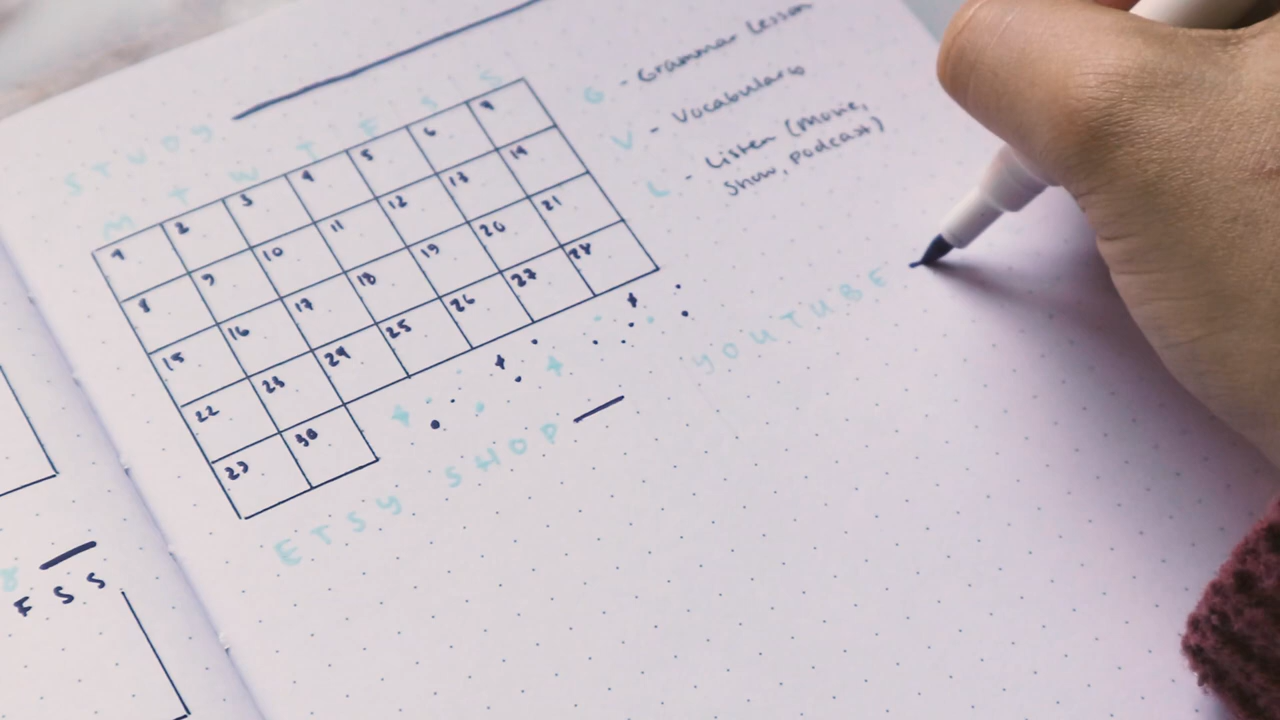 STUDY
M T W T F S S
1 2 3 4 5 6 7
8 9 10 11 12 13 14
15 16 17 18 19 20 21
22 23 24 25 26 27 28
29 30
G - Grammar Lesson
V - Vocabulary
L - Listen (movie,
show, podcast)
ETSY SHOP
YOUTUBE
F S S